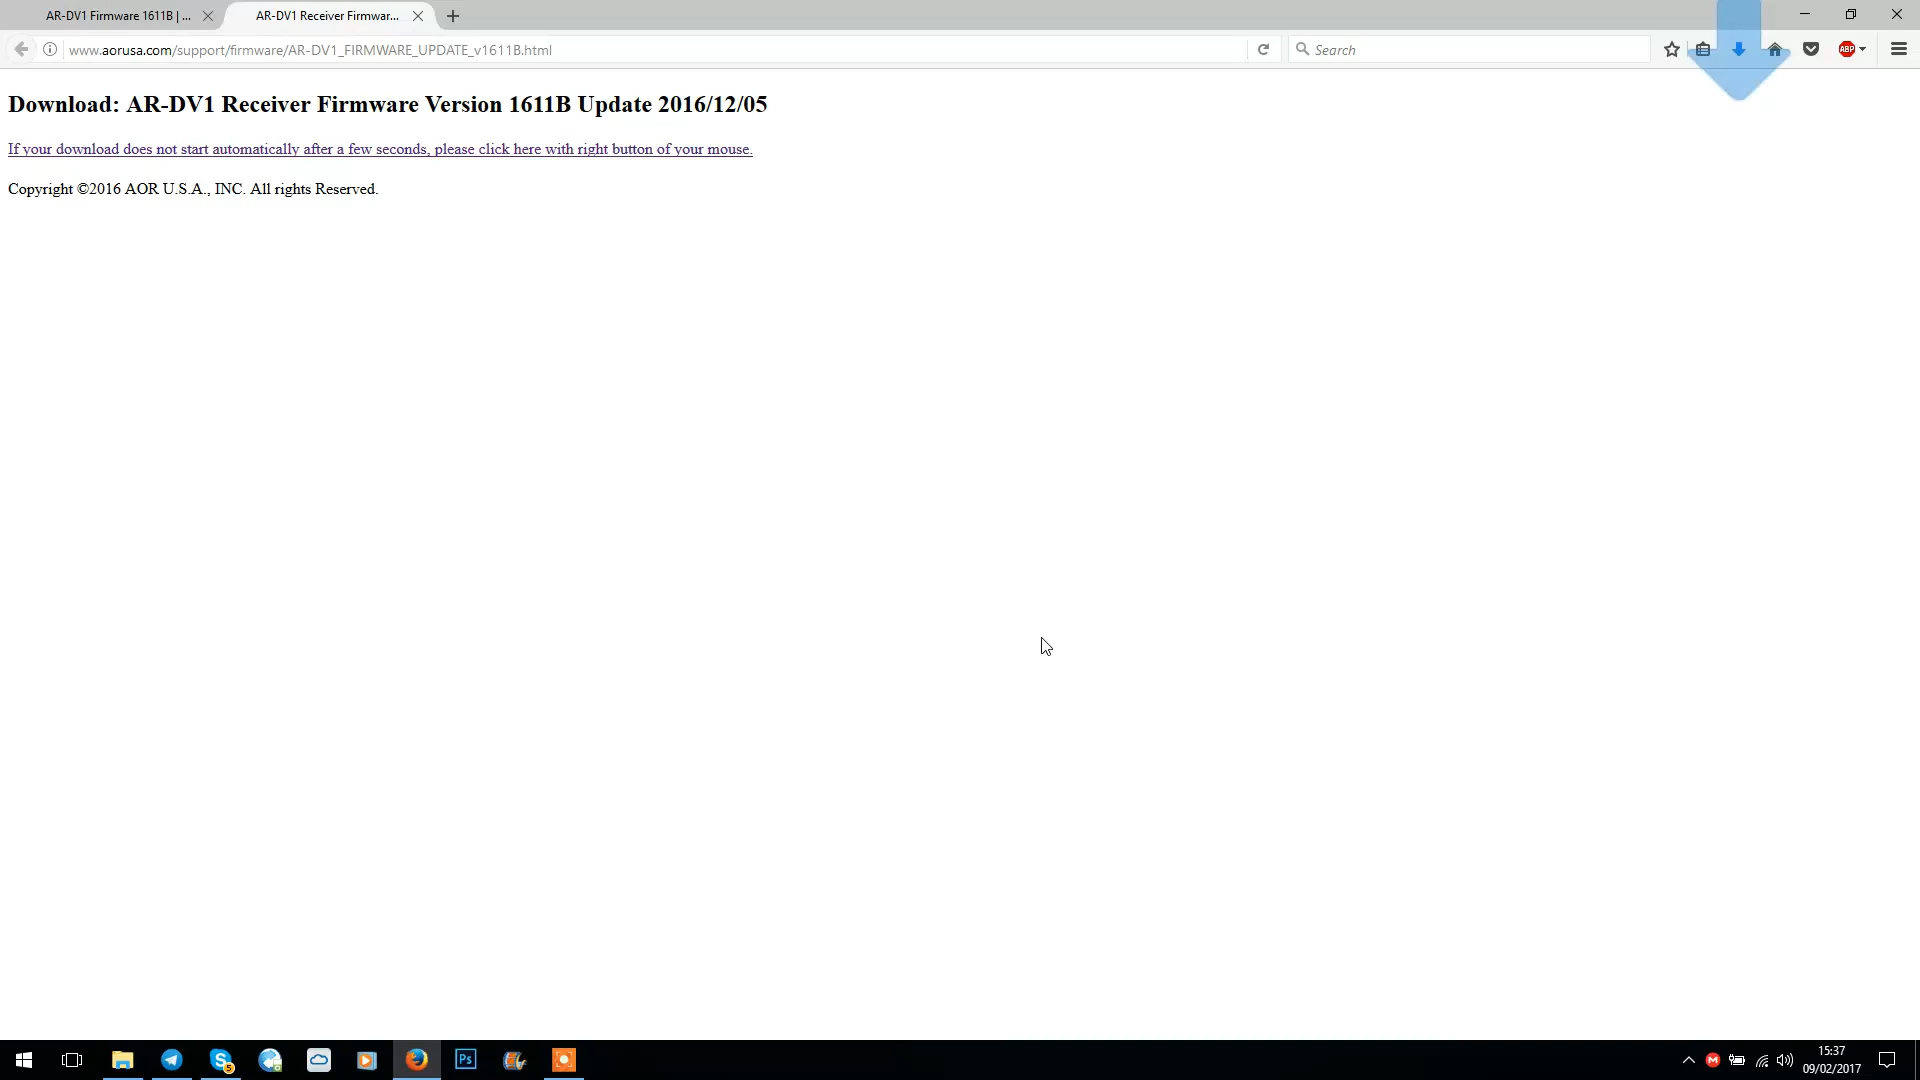 AR-DV1 Firmware 1611B | ...
AR-DV1 Receiver Firmwar...
www.aorusa.com/support/firmware/AR-DV1_FIRMWARE_UPDATE_v1611B.html
Search
ABP
Download: AR-DV1 Receiver Firmware Version 1611B Update 2016/12/05
If your download does not start automatically after a few seconds, please click here with right button of your mouse.
Copyright ©2016 AOR U.S.A., INC. All rights Reserved.
S
5
Ps
M
15:37
09/02/2017